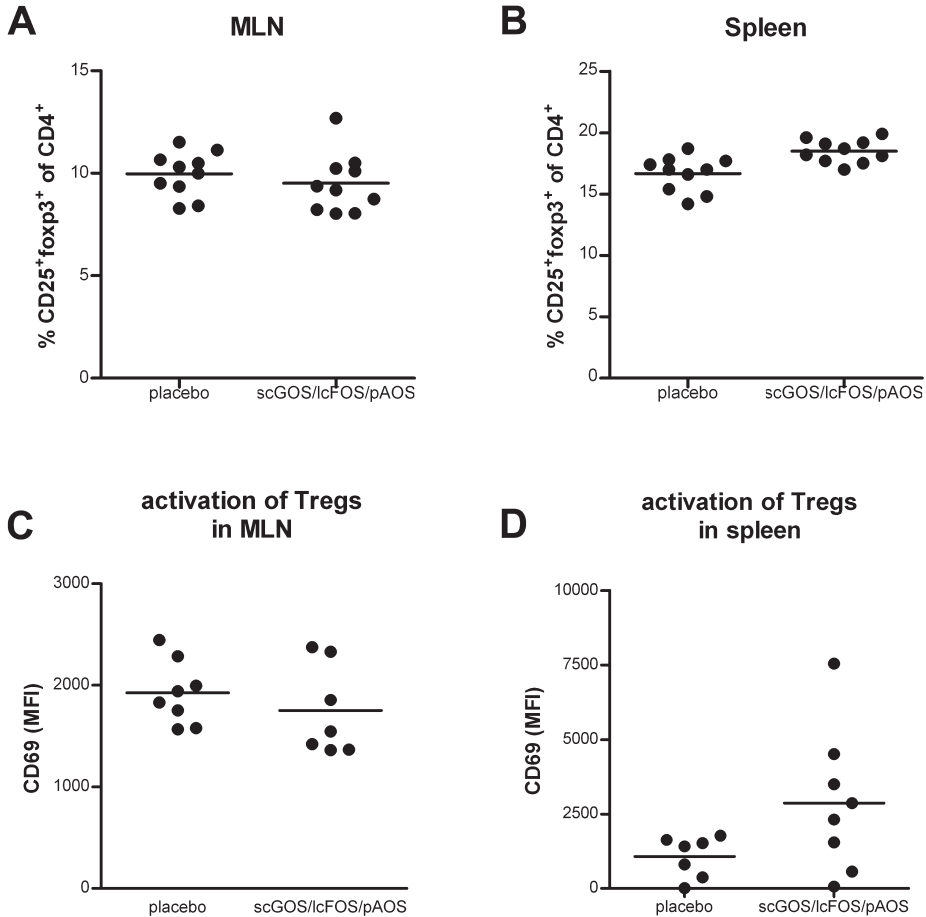 A
MLN
% CD25+foxp3+ of CD4+
15
10
5
0
placebo
scGOS/lcFOS/pAOS
B
Spleen
% CD25+foxp3+ of CD4+
25
20
15
10
5
0
placebo
scGOS/lcFOS/pAOS
C
activation of Tregs
in MLN
CD69 (MFI)
3000
2000
1000
0
placebo
scGOS/lcFOS/pAOS
D
activation of Tregs
in spleen
CD69 (MFI)
10000
7500
5000
2500
0
placebo
scGOS/lcFOS/pAOS